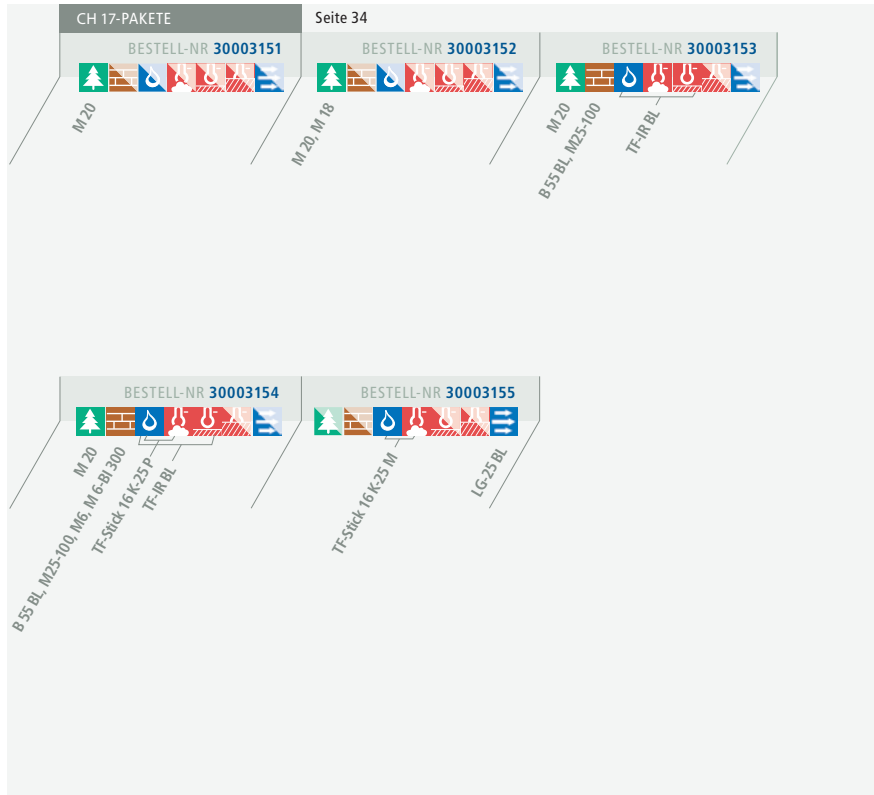 CH 17-PAKETE
Seite 34
BESTELL-NR 30003151
BESTELL-NR 30003152
BESTELL-NR 30003153
M 20
M 20, M 18
M 20
B 55 BL, M25-100
TF-IR BL
BESTELL-NR 30003154
BESTELL-NR 30003155
M 20
B 55 BL, M25-100, M6, M 6-BI 300
TF-Stick 16 K-25 P
TF-IR BL
TF-Stick 16 K-25 M
LG-25 BL